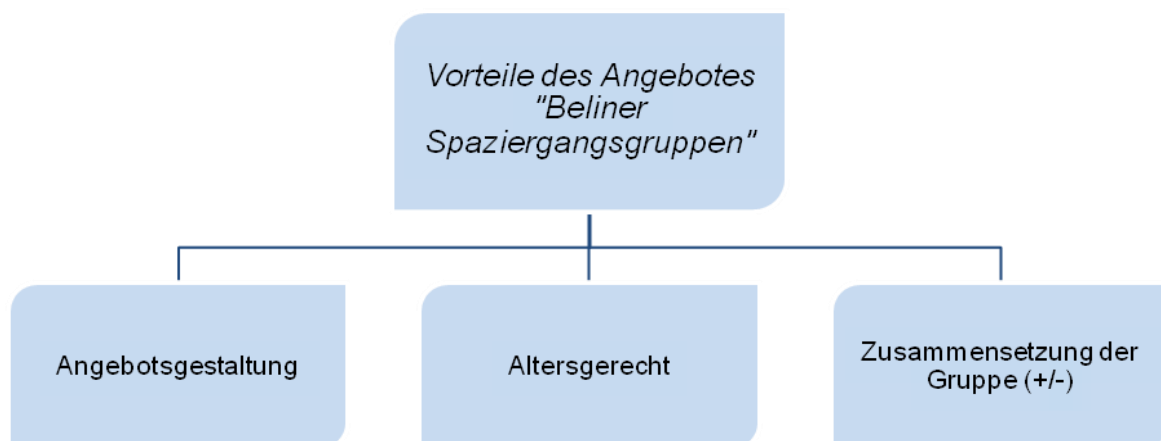 Vorteile des Angebotes
"Beliner
Spaziergangsgruppen"
Angebotsgestaltung
Altersgerecht
Zusammensetzung der
Gruppe (+/-)